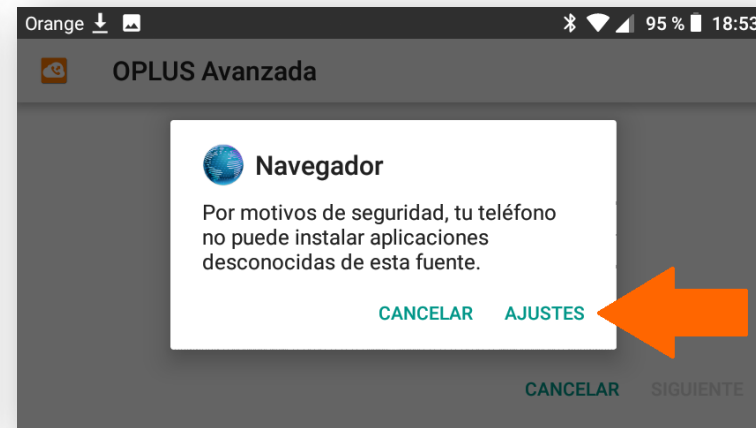 Orange 95 % 18:53
OPLUS Avanzada
Navegador
Por motivos de seguridad, tu teléfono
no puede instalar aplicaciones
desconocidas de esta fuente.
CANCELAR AJUSTES
CANCELAR SIGUIENTE